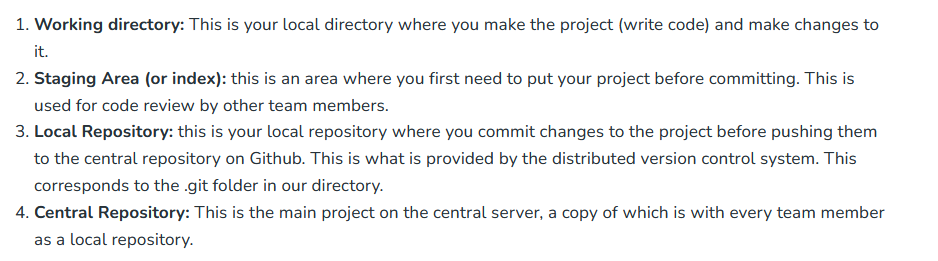 1. Working directory: This is your local directory where you make the project (write code) and make changes to
it.
2. Staging Area (or index): this is an area where you first need to put your project before committing. This is
used for code review by other team members.
3. Local Repository: this is your local repository where you commit changes to the project before pushing them
to the central repository on Github. This is what is provided by the distributed version control system. This
corresponds to the .git folder in our directory.
4. Central Repository: This is the main project on the central server, a copy of which is with every team member
as a local repository.